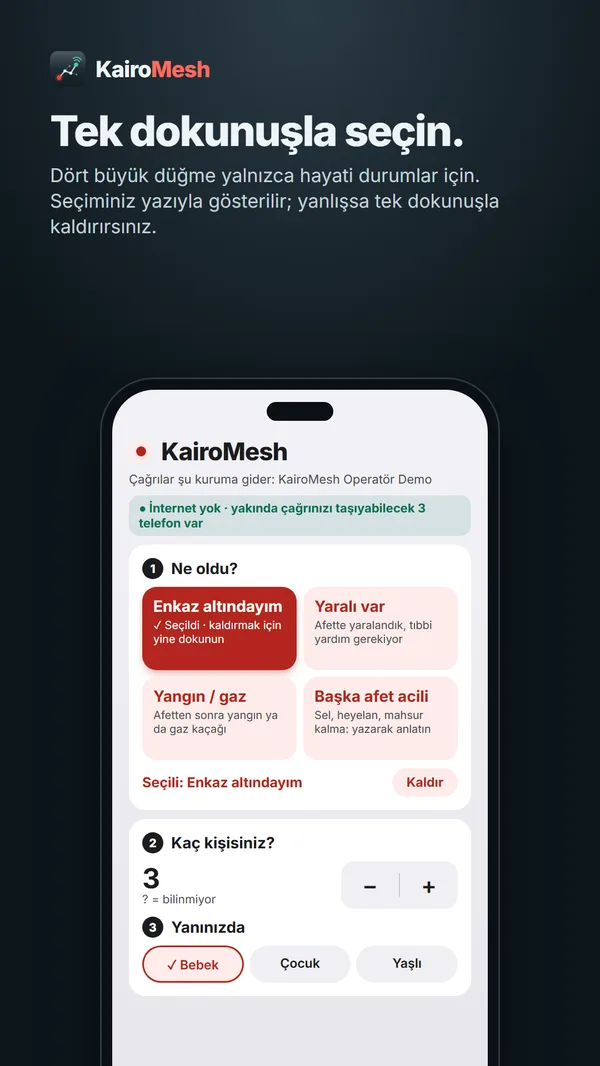 KairoMesh
Tek dokunuşla seçin.
Dört büyük düğme yalnızca hayati durumlar için.
Seçiminiz yazıyla gösterilir; yanlışsa tek dokunuşla
kaldırırsınız.
KairoMesh
Çağrılar şu kuruma gider: KairoMesh Operatör Demo
● İnternet yok · yakında çağrınızı taşıyabilecek 3
telefon var
1 Ne oldu?
Enkaz altındayım
✓ Seçildi · kaldırmak için
yine dokunun
Yaralı var
Afette yaralandık, tıbbi
yardım gerekiyor
Yangın / gaz
Afetten sonra yangın ya
da gaz kaçağı
Başka afet acili
Sel, heyelan, mahsur
kalma: yazarak anlatın
Seçili: Enkaz altındayım
Kaldır
2 Kaç kişisiniz?
3
? = bilinmiyor
− +
3 Yanınızda
✓ Bebek
Çocuk
Yaşlı